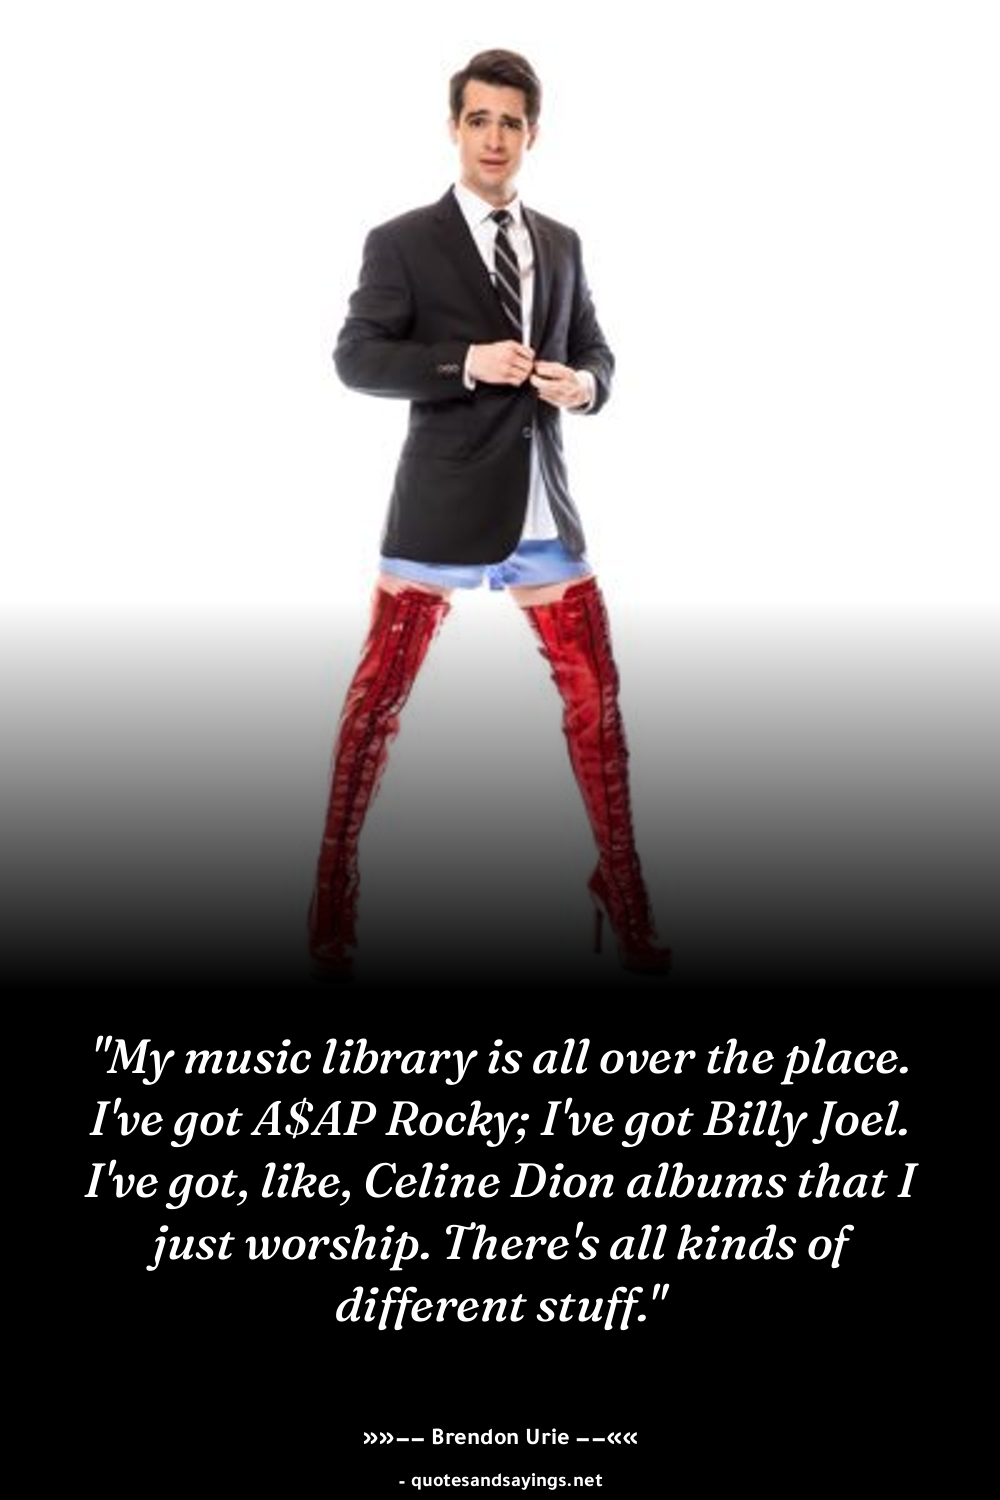 "My music library is all over the place.
I've got A$AP Rocky; I've got Billy Joel.
I've got, like, Celine Dion albums that I
just worship. There's all kinds of
different stuff."
»»−− Brendon Urie −−««
- quotesandsayings.net